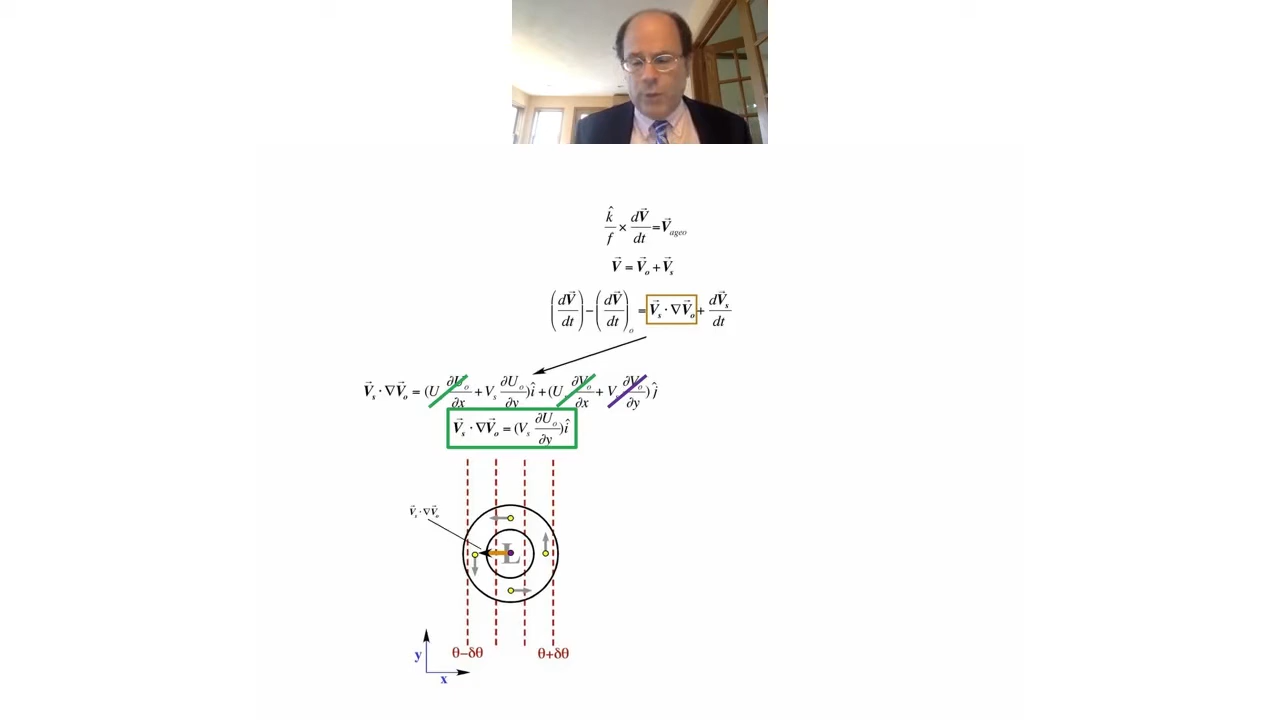 k̂/f × dV⃗/dt = V⃗ageo
V⃗ = V⃗o + V⃗s
(dV⃗/dt) − (dV⃗/dt)o = V⃗s · ∇V⃗o + dV⃗s/dt
V⃗s · ∇V⃗o = (U ∂Uo/∂x + Vs ∂Uo/∂y)î + (U ∂Vo/∂x + V ∂Vo/∂y)ĵ
V⃗s · ∇V⃗o = (Vs ∂Uo/∂y)î
V⃗s · ∇V⃗o
L
y
θ−δθ
θ+δθ
x